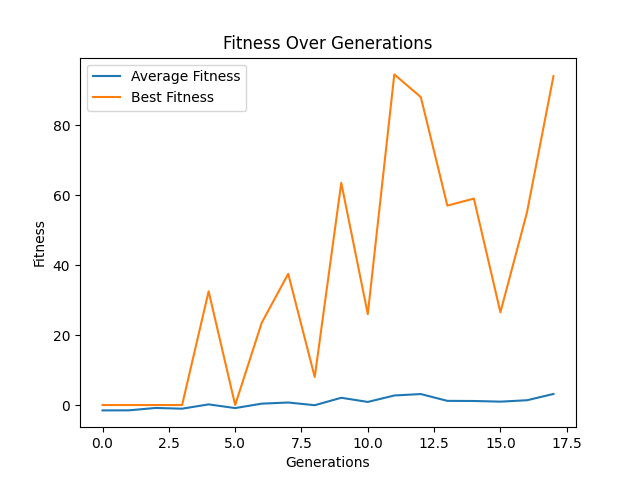 Fitness Over Generations
Average Fitness
Best Fitness
80
60
40
20
0
Fitness
0.0 2.5 5.0 7.5 10.0 12.5 15.0 17.5
Generations